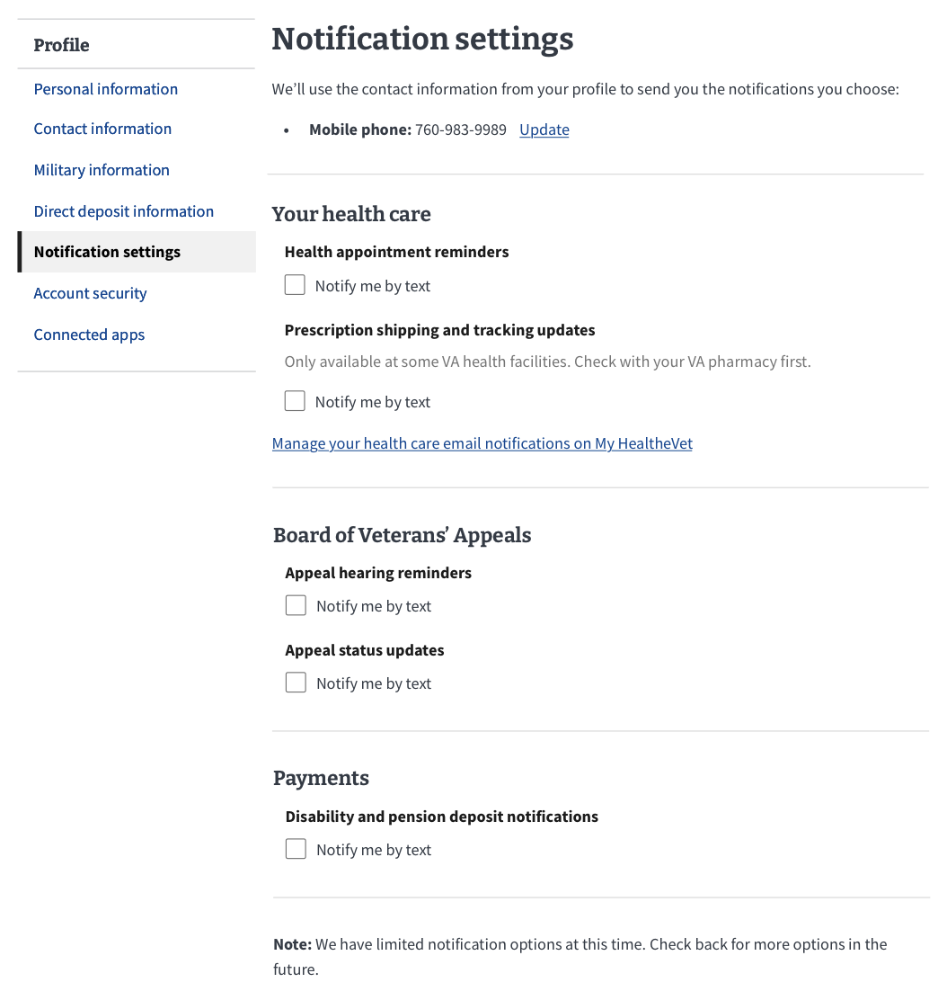 Profile
Personal information
Contact information
Military information
Direct deposit information
Notification settings
Account security
Connected apps
Notification settings
We’ll use the contact information from your profile to send you the notifications you choose:
• Mobile phone: 760-983-9989 Update
Your health care
Health appointment reminders
Notify me by text
Prescription shipping and tracking updates
Only available at some VA health facilities. Check with your VA pharmacy first.
Notify me by text
Manage your health care email notifications on My HealtheVet
Board of Veterans’ Appeals
Appeal hearing reminders
Notify me by text
Appeal status updates
Notify me by text
Payments
Disability and pension deposit notifications
Notify me by text
Note: We have limited notification options at this time. Check back for more options in the
future.